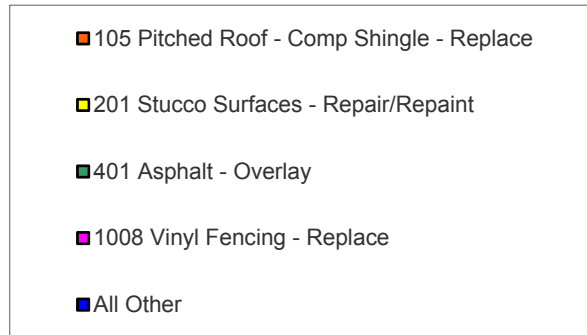 105 Pitched Roof - Comp Shingle - Replace
201 Stucco Surfaces - Repair/Repaint
401 Asphalt - Overlay
1008 Vinyl Fencing - Replace
All Other